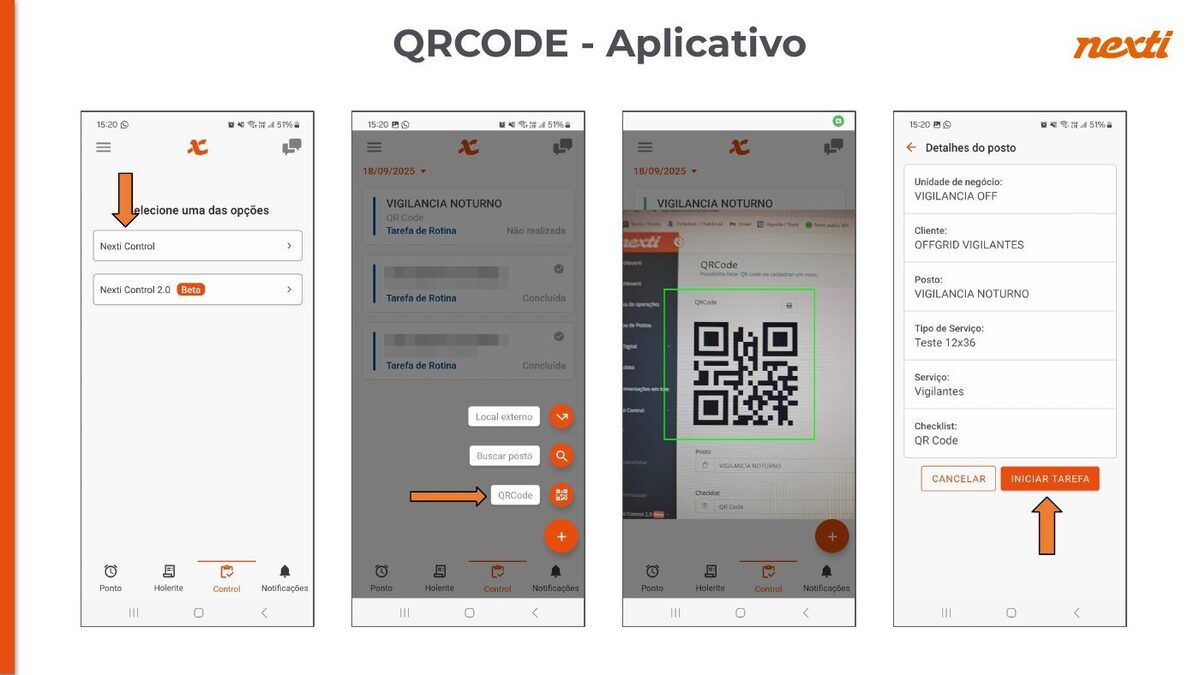 QRCODE - Aplicativo
nexti
15:20
51%
Selecione uma das opções
Nexti Control
Nexti Control 2.0 Beta
Ponto
Holerite
Control
Notificações
15:20
51%
18/09/2025
VIGILANCIA NOTURNO
QR Code
Tarefa de Rotina
Não realizada
Tarefa de Rotina
Concluída
Tarefa de Rotina
Concluída
Local externo
Buscar posto
QRCode
Ponto
Holerite
Control
Notificações
18/09/2025
VIGILANCIA NOTURNO
nexti
QRCode
QRCode
Posto
VIGILANCIA NOTURNO
Checklist
QR Code
Ponto
Holerite
Control
Notificações
15:20
51%
Detalhes do posto
Unidade de negócio:
VIGILANCIA OFF
Cliente:
OFFGRID VIGILANTES
Posto:
VIGILANCIA NOTURNO
Tipo de Serviço:
Teste 12x36
Serviço:
Vigilantes
Checklist:
QR Code
CANCELAR
INICIAR TAREFA